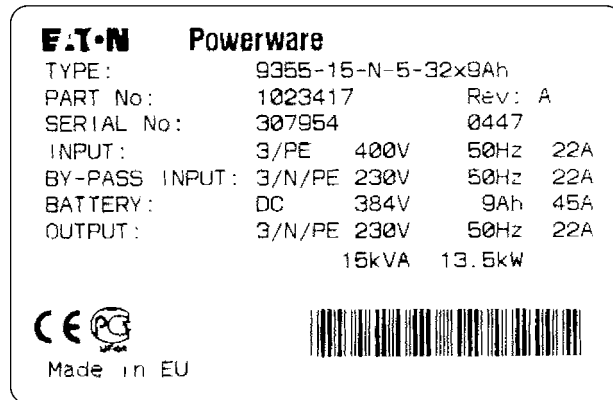 EATON Powerware
TYPE: 9355-15-N-5-32x9Ah
PART No: 1023417 Rev: A
SERIAL No: 307954 0447
INPUT: 3/PE 400V 50Hz 22A
BY-PASS INPUT: 3/N/PE 230V 50Hz 22A
BATTERY: DC 384V 9Ah 45A
OUTPUT: 3/N/PE 230V 50Hz 22A
15kVA 13.5kW
CE
Made in EU